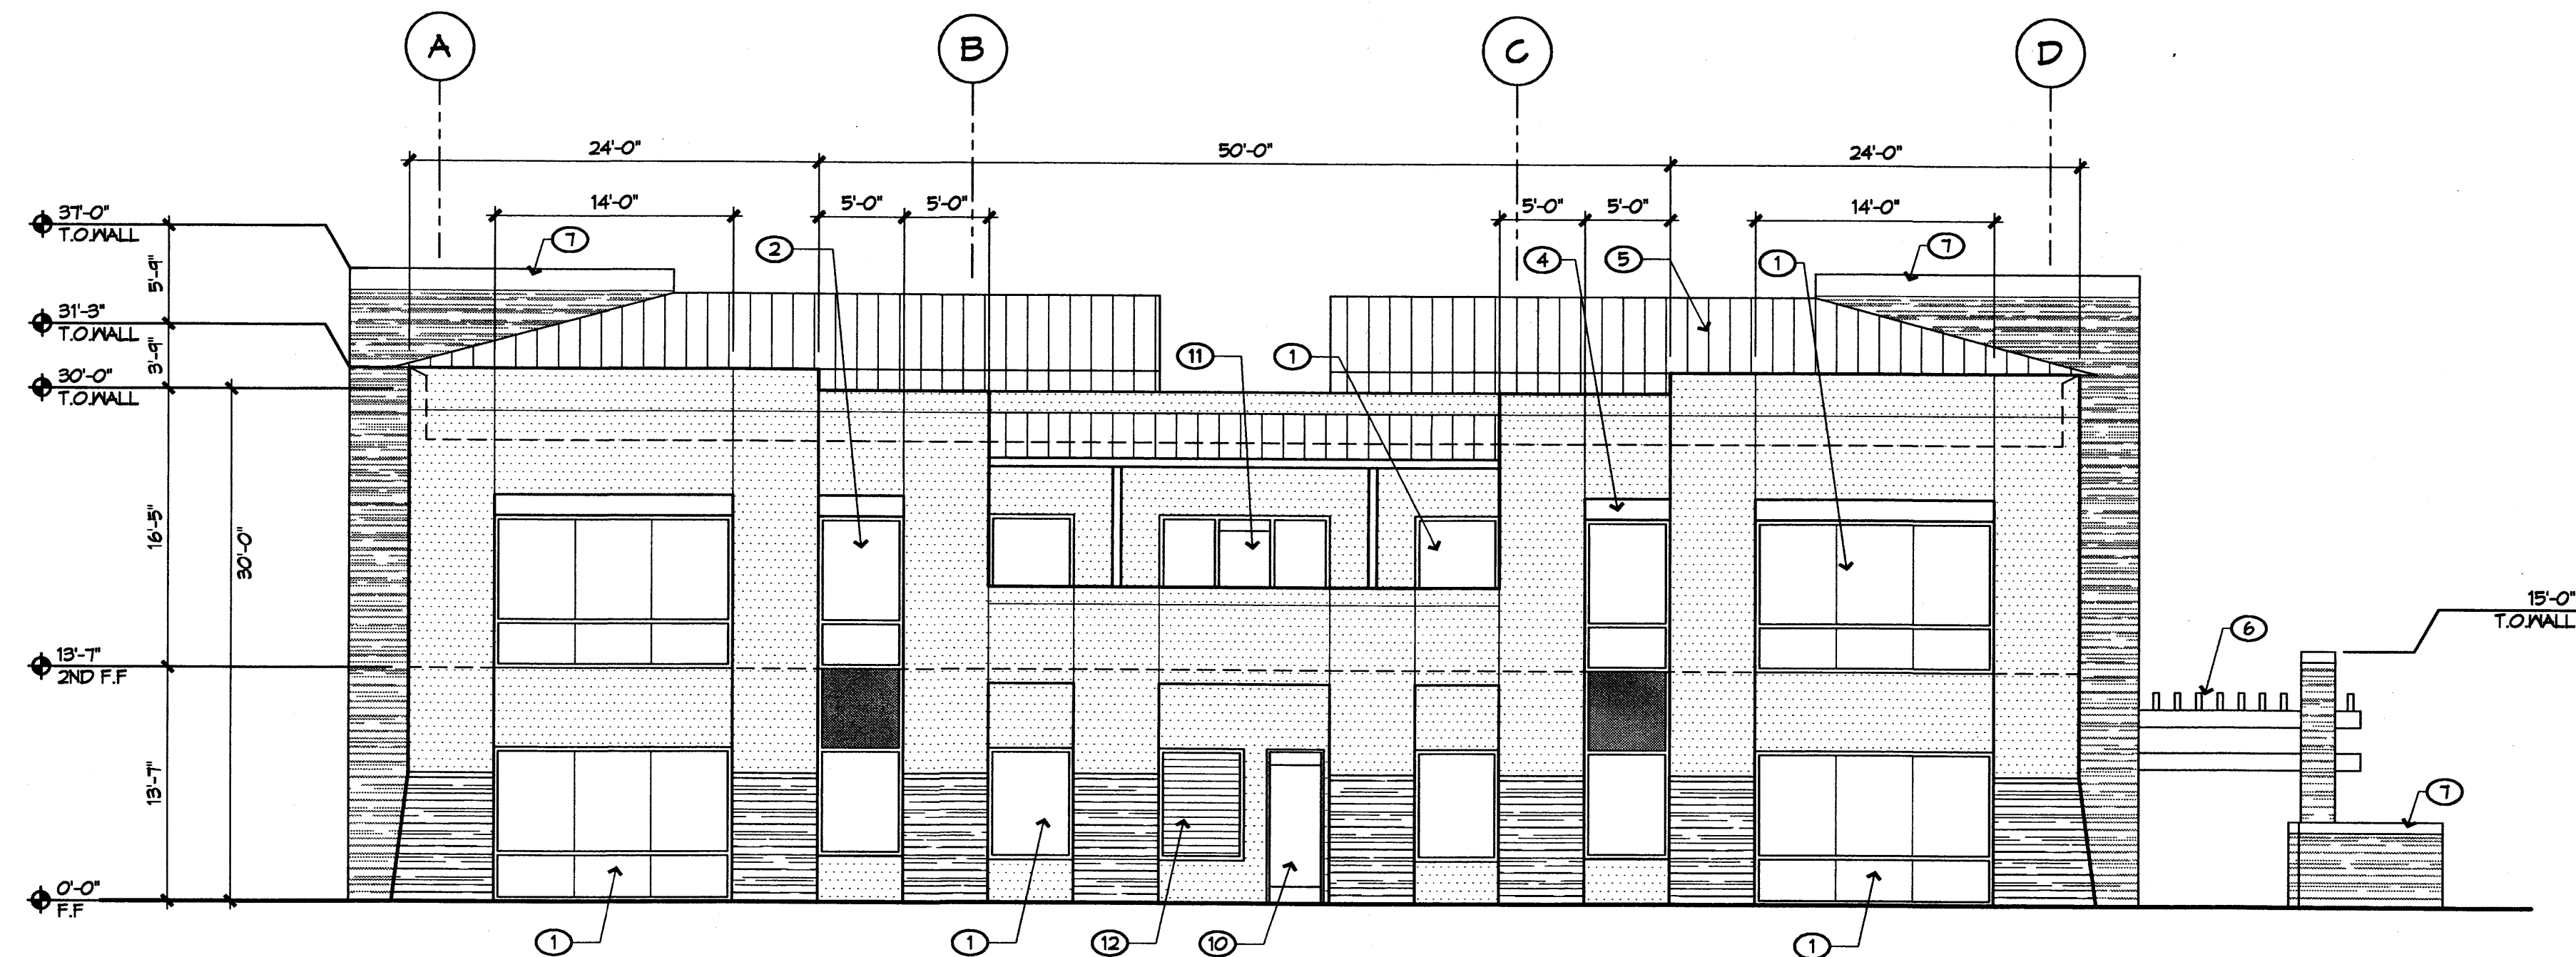 A B C D
24'-0" 50'-0" 24'-0"
14'-0" 5'-0" 5'-0" 5'-0" 5'-0" 14'-0"
37'-0"
T.O.WALL
7 2 4 5 1 7
5'-9"
31'-3"
T.O.WALL
11 1
3'-9"
30'-0"
T.O.WALL
16'-5"
30'-0"
15'-0"
T.O.WALL
6
13'-7"
2ND F.F
13'-7"
7
0'-0"
F.F
1 1 12 10 1